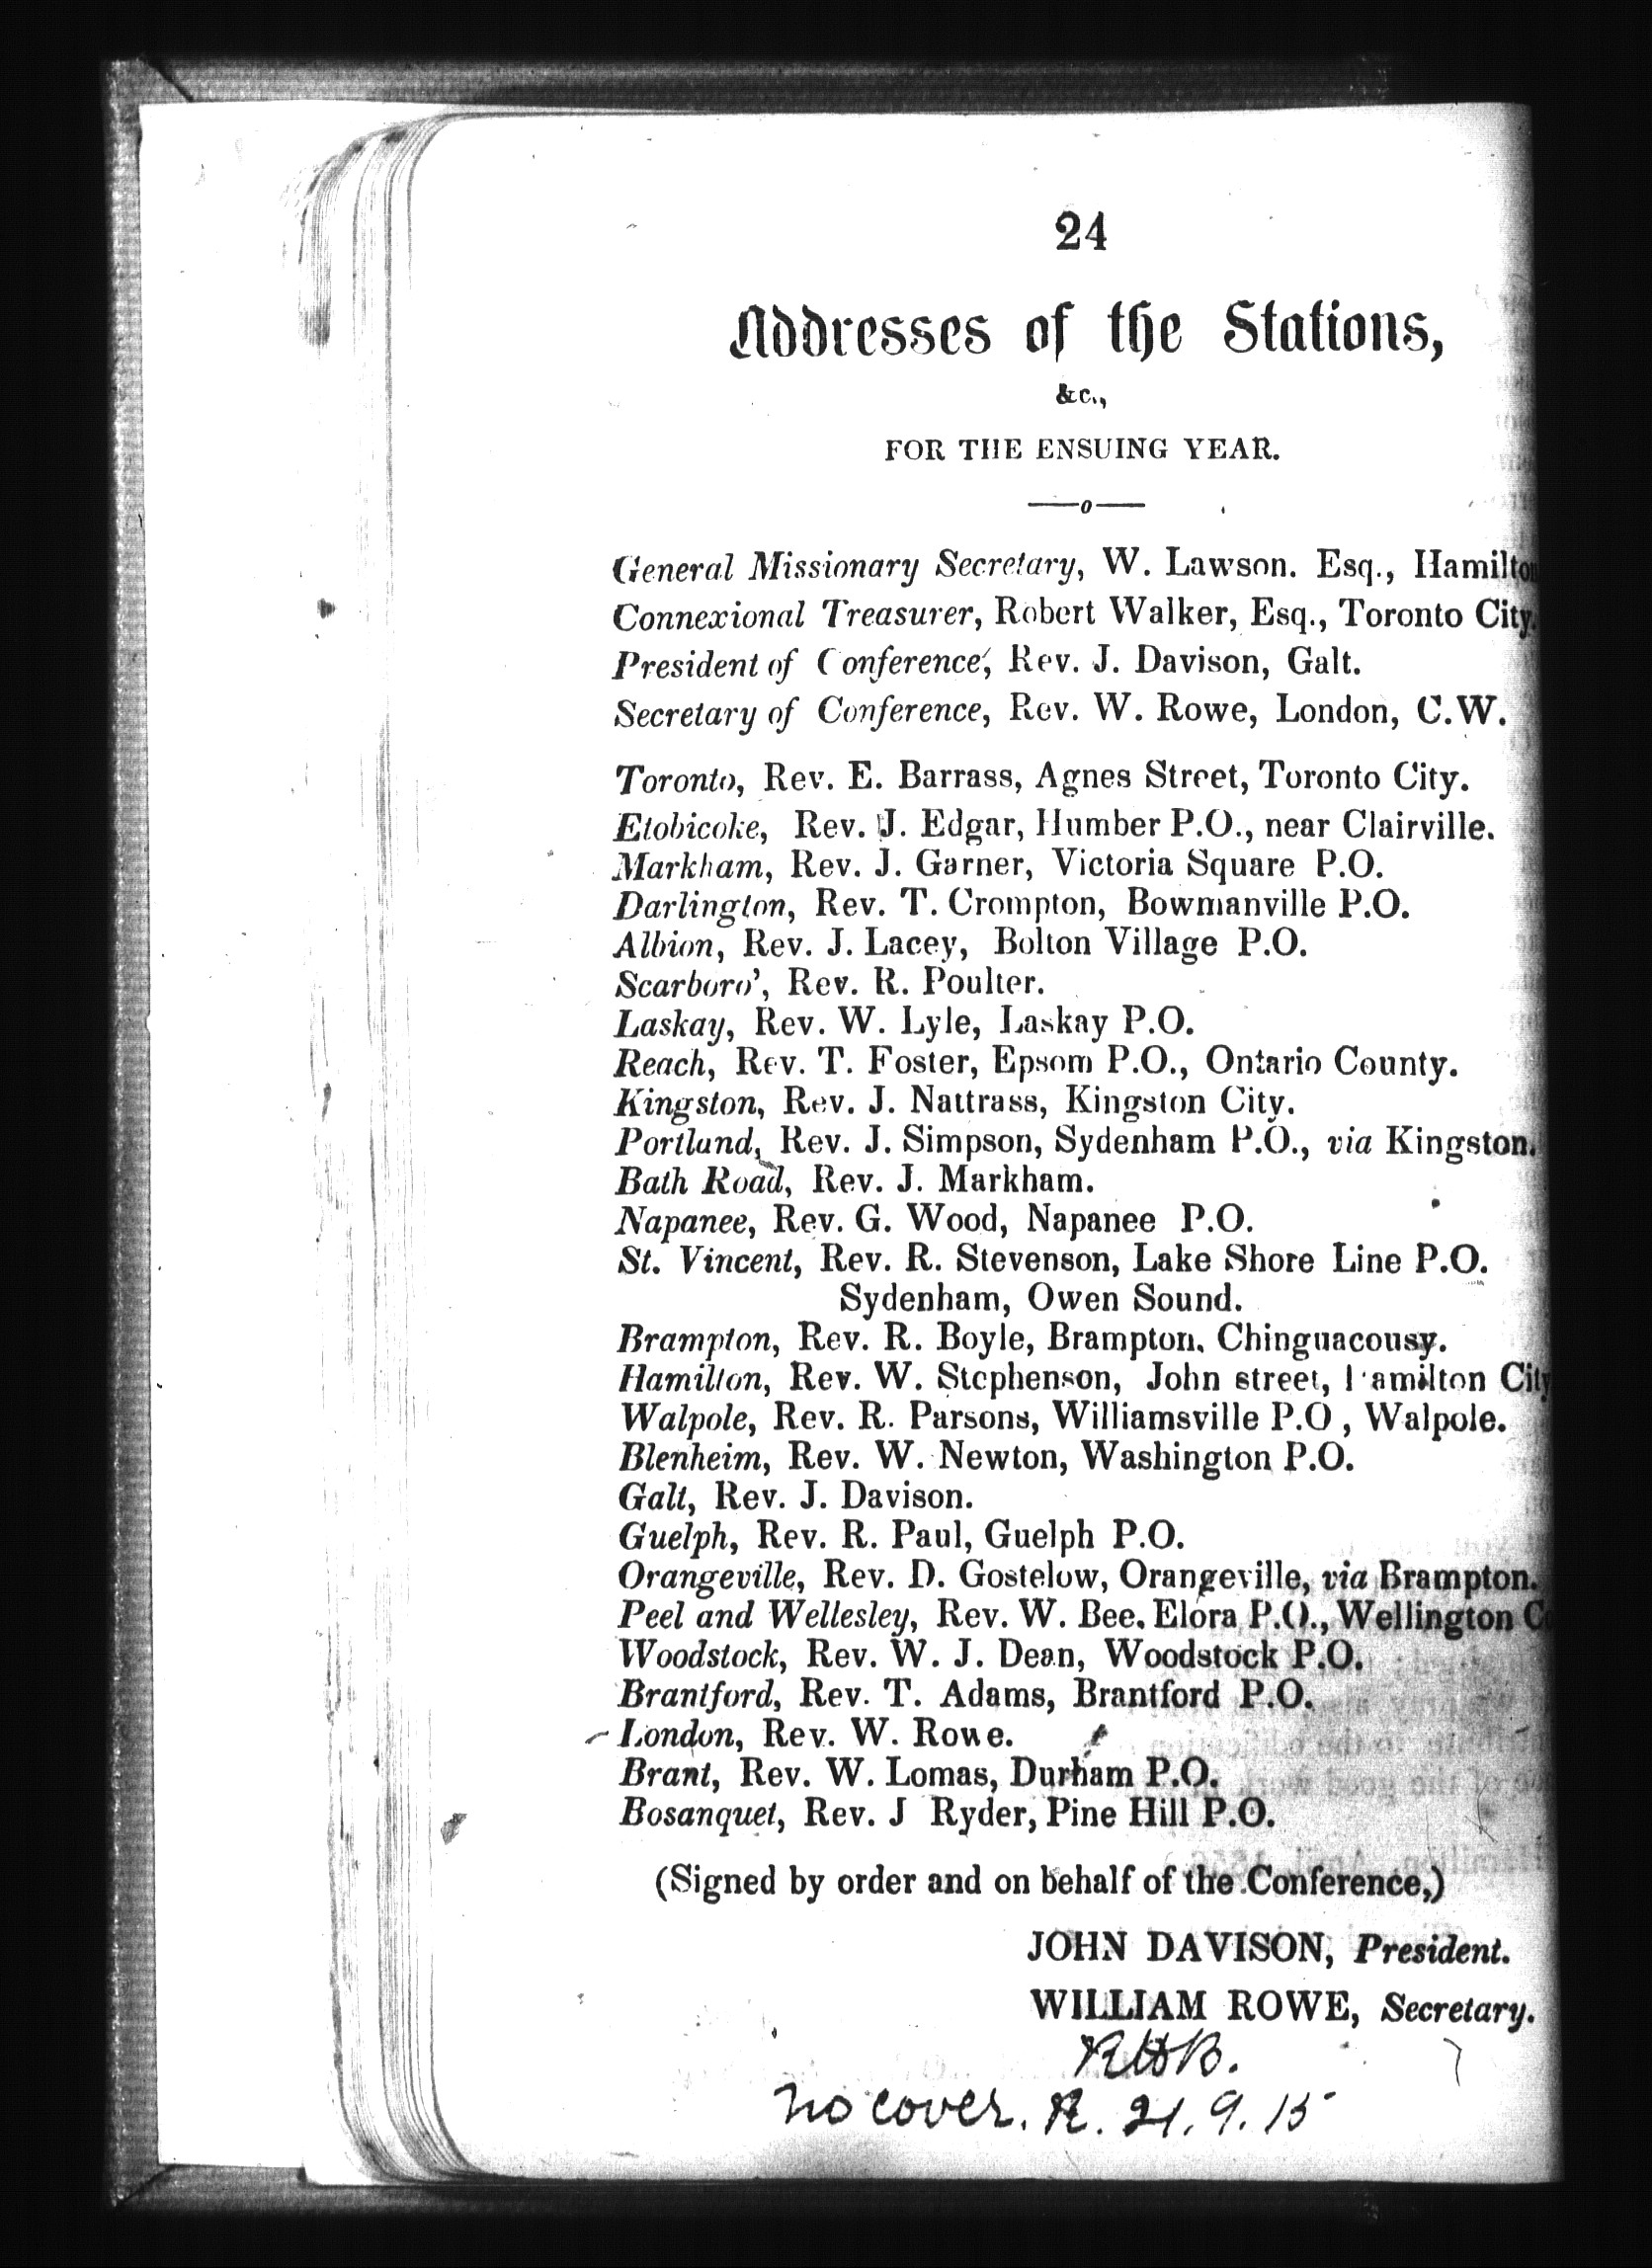 24
Addresses of the Stations,
&c.,
FOR THE ENSUING YEAR.
—o—
General Missionary Secretary, W. Lawson. Esq., Hamilton
Connexional Treasurer, Robert Walker, Esq., Toronto City.
President of Conference, Rev. J. Davison, Galt.
Secretary of Conference, Rev. W. Rowe, London, C.W.
Toronto, Rev. E. Barrass, Agnes Street, Toronto City.
Etobicoke, Rev. J. Edgar, Humber P.O., near Clairville.
Markham, Rev. J. Garner, Victoria Square P.O.
Darlington, Rev. T. Crompton, Bowmanville P.O.
Albion, Rev. J. Lacey, Bolton Village P.O.
Scarboro', Rev. R. Poulter.
Laskay, Rev. W. Lyle, Laskay P.O.
Reach, Rev. T. Foster, Epsom P.O., Ontario County.
Kingston, Rev. J. Nattrass, Kingston City.
Portland, Rev. J. Simpson, Sydenham P.O., via Kingston.
Bath Road, Rev. J. Markham.
Napanee, Rev. G. Wood, Napanee P.O.
St. Vincent, Rev. R. Stevenson, Lake Shore Line P.O.
Sydenham, Owen Sound.
Brampton, Rev. R. Boyle, Brampton, Chinguacousy.
Hamilton, Rev. W. Stephenson, John street, Hamilton City
Walpole, Rev. R. Parsons, Williamsville P.O , Walpole.
Blenheim, Rev. W. Newton, Washington P.O.
Galt, Rev. J. Davison.
Guelph, Rev. R. Paul, Guelph P.O.
Orangeville, Rev. D. Gostelow, Orangeville, via Brampton.
Peel and Wellesley, Rev. W. Bee, Elora P.O., Wellington Co
Woodstock, Rev. W. J. Dean, Woodstock P.O.
Brantford, Rev. T. Adams, Brantford P.O.
London, Rev. W. Rowe.
Brant, Rev. W. Lomas, Durham P.O.
Bosanquet, Rev. J Ryder, Pine Hill P.O.
(Signed by order and on behalf of the Conference,)
JOHN DAVISON, President.
WILLIAM ROWE, Secretary.
RHB.
No cover. R. 21.9.15